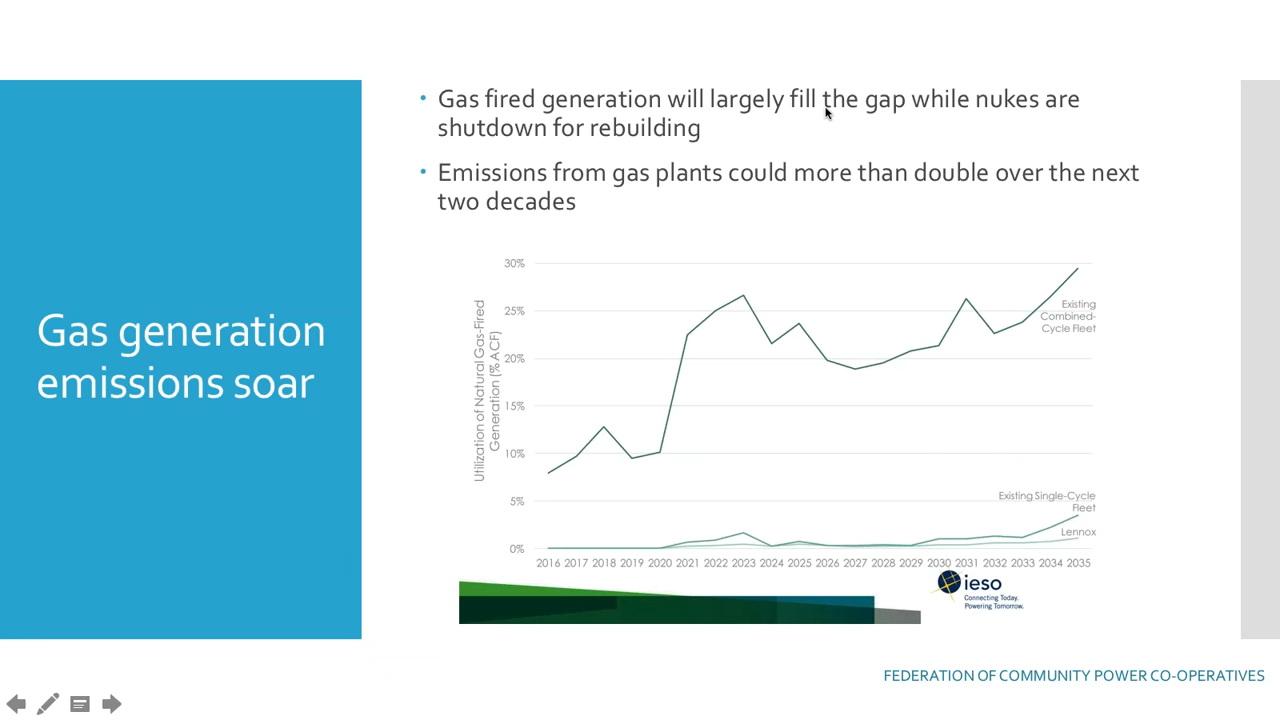 Gas generation
emissions soar
• Gas fired generation will largely fill the gap while nukes are
shutdown for rebuilding
• Emissions from gas plants could more than double over the next
two decades
Utilization of Natural Gas-Fired
Generation (% ACF)
30%
25%
20%
15%
10%
5%
0%
Existing
Combined-
Cycle Fleet
Existing Single-Cycle
Fleet
Lennox
2016 2017 2018 2019 2020 2021 2022 2023 2024 2025 2026 2027 2028 2029 2030 2031 2032 2033 2034 2035
ieso
Connecting Today.
Powering Tomorrow.
FEDERATION OF COMMUNITY POWER CO-OPERATIVES